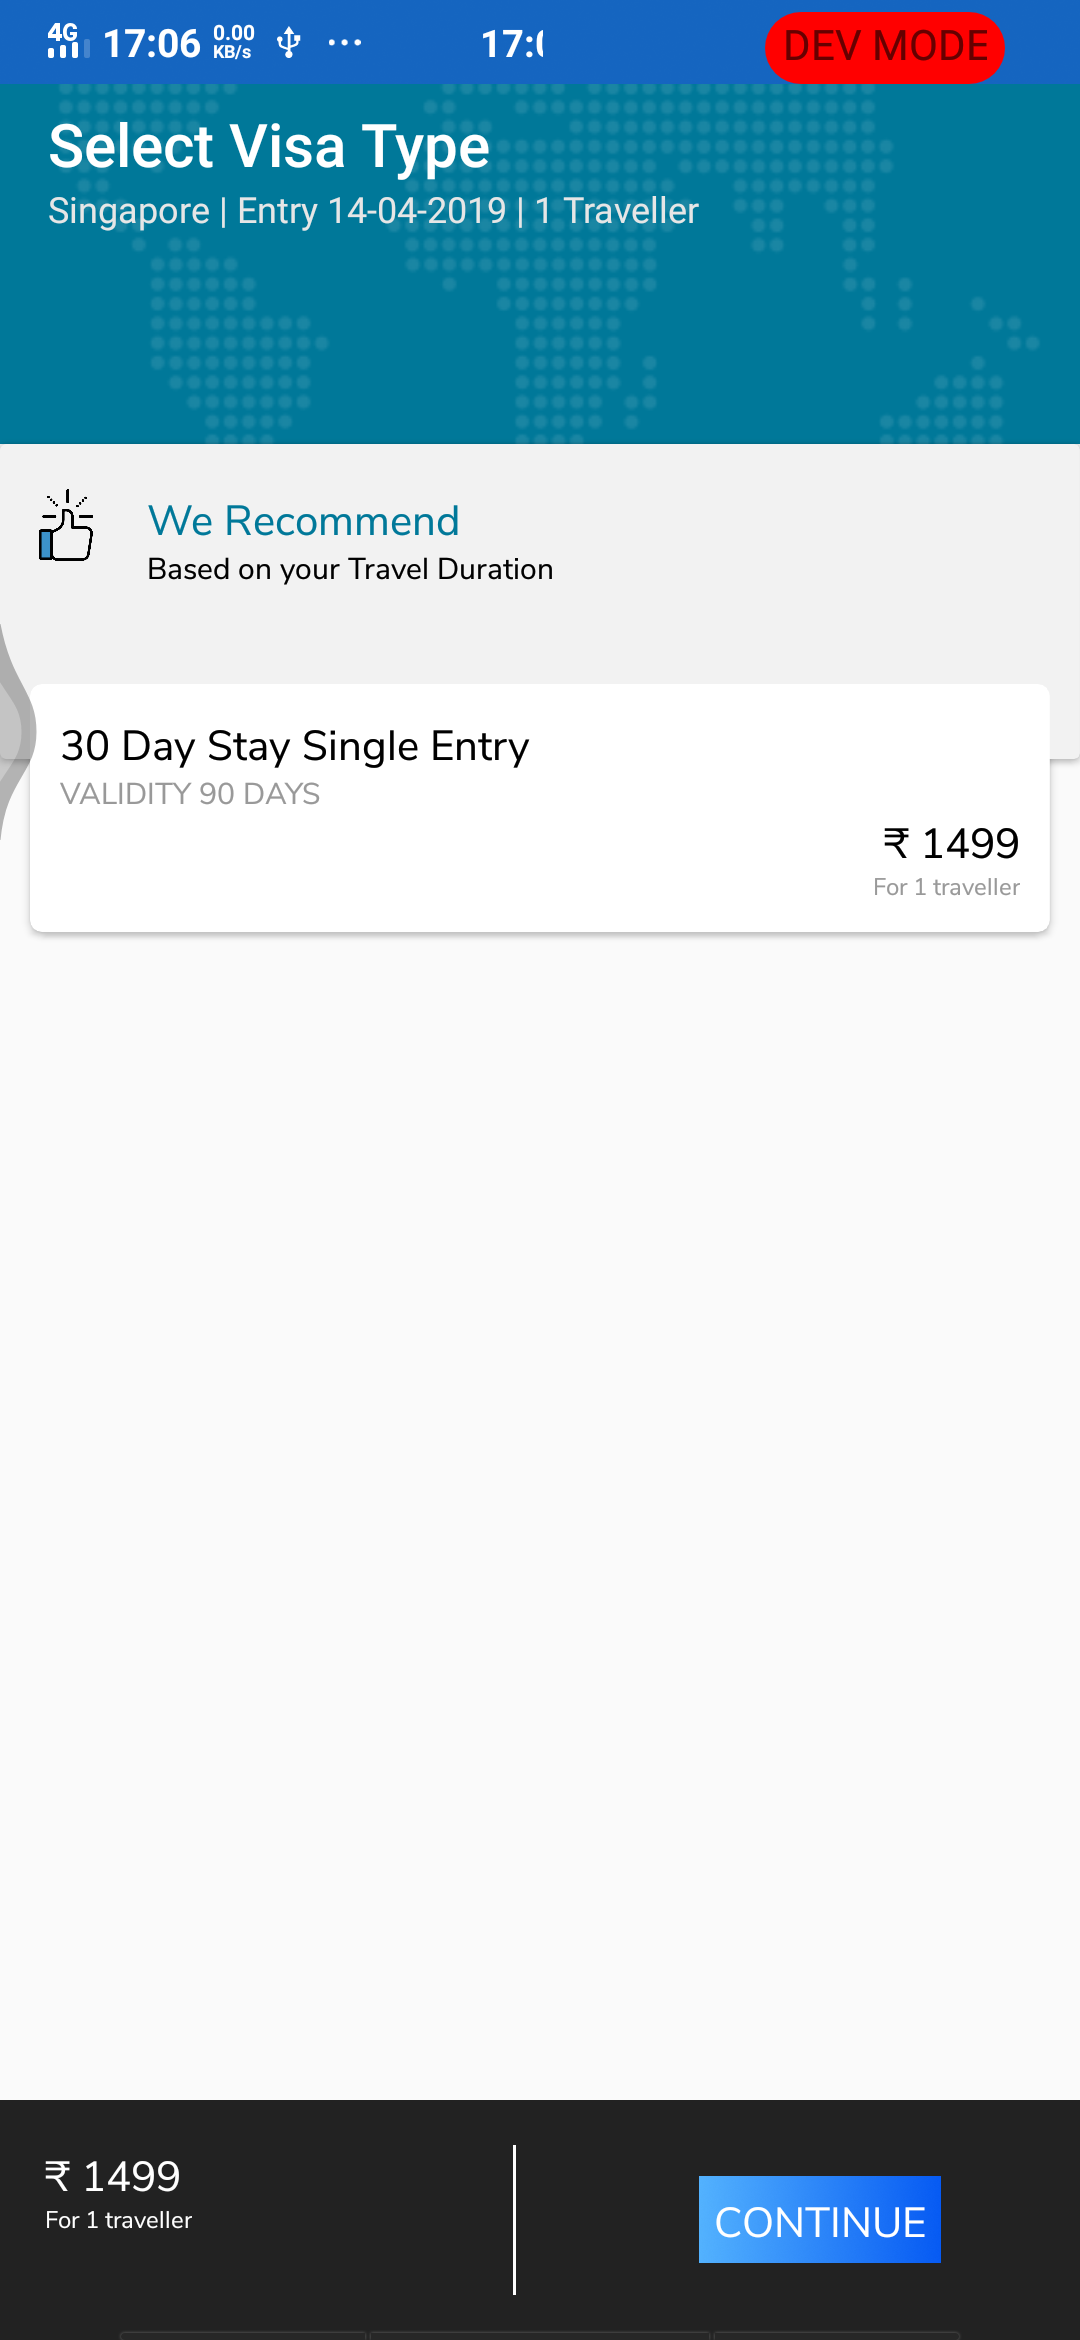 4G 17:06 0.00 KB/s ... 17:
DEV MODE
Select Visa Type
Singapore | Entry 14-04-2019 | 1 Traveller
We Recommend
Based on your Travel Duration
30 Day Stay Single Entry
VALIDITY 90 DAYS
₹ 1499
For 1 traveller
₹ 1499
For 1 traveller
CONTINUE